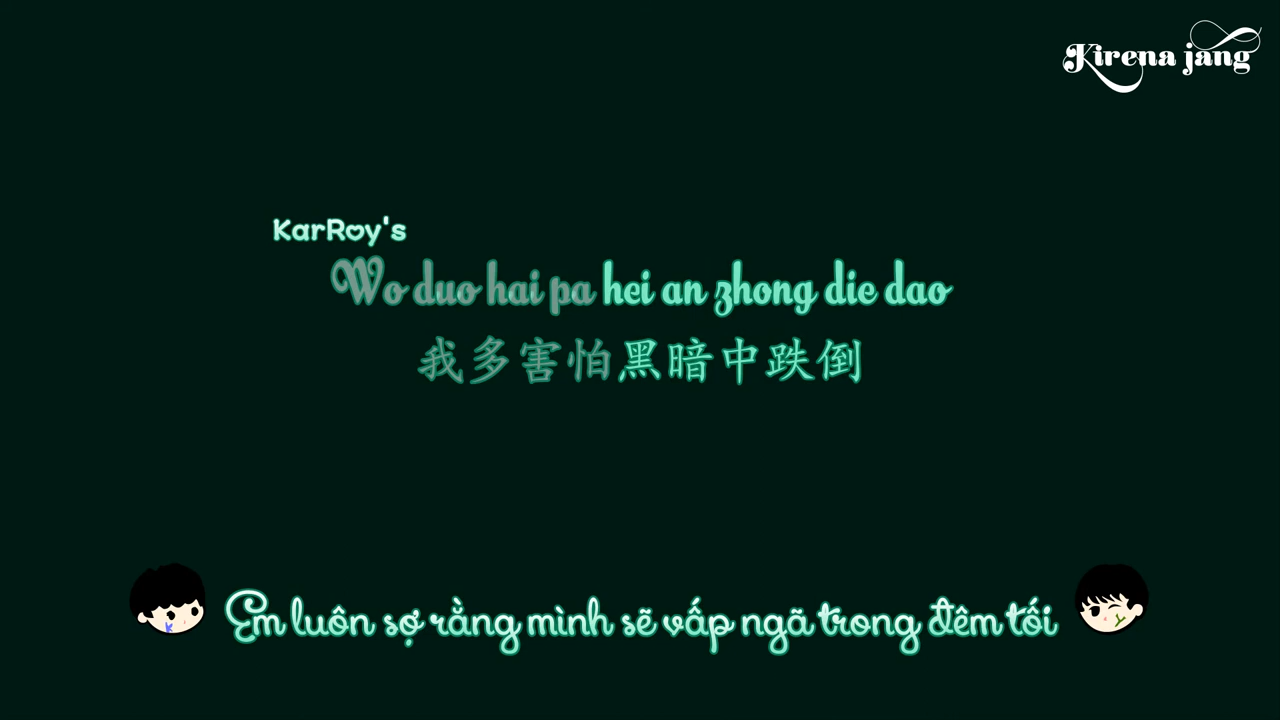 Kirena jang
KarRoy's
Wo duo hai pa hei an zhong die dao
我多害怕黑暗中跌倒
Em luôn sợ rằng mình sẽ vấp ngã trong đêm tối